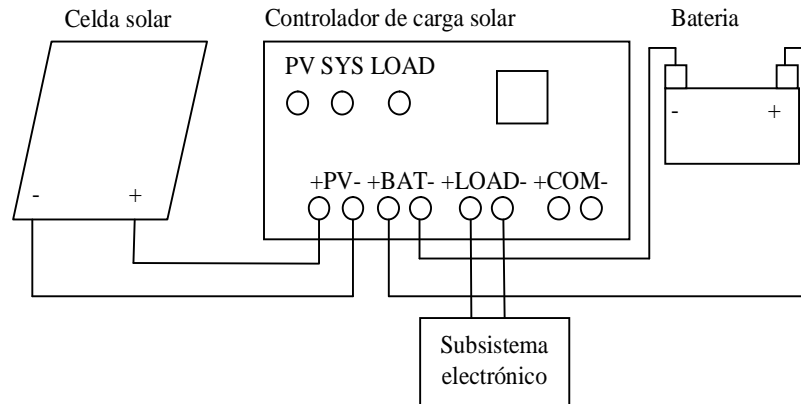 Celda solar
Controlador de carga solar
Bateria
PV SYS LOAD
- +
- +
+PV- +BAT- +LOAD- +COM-
Subsistema
electrónico